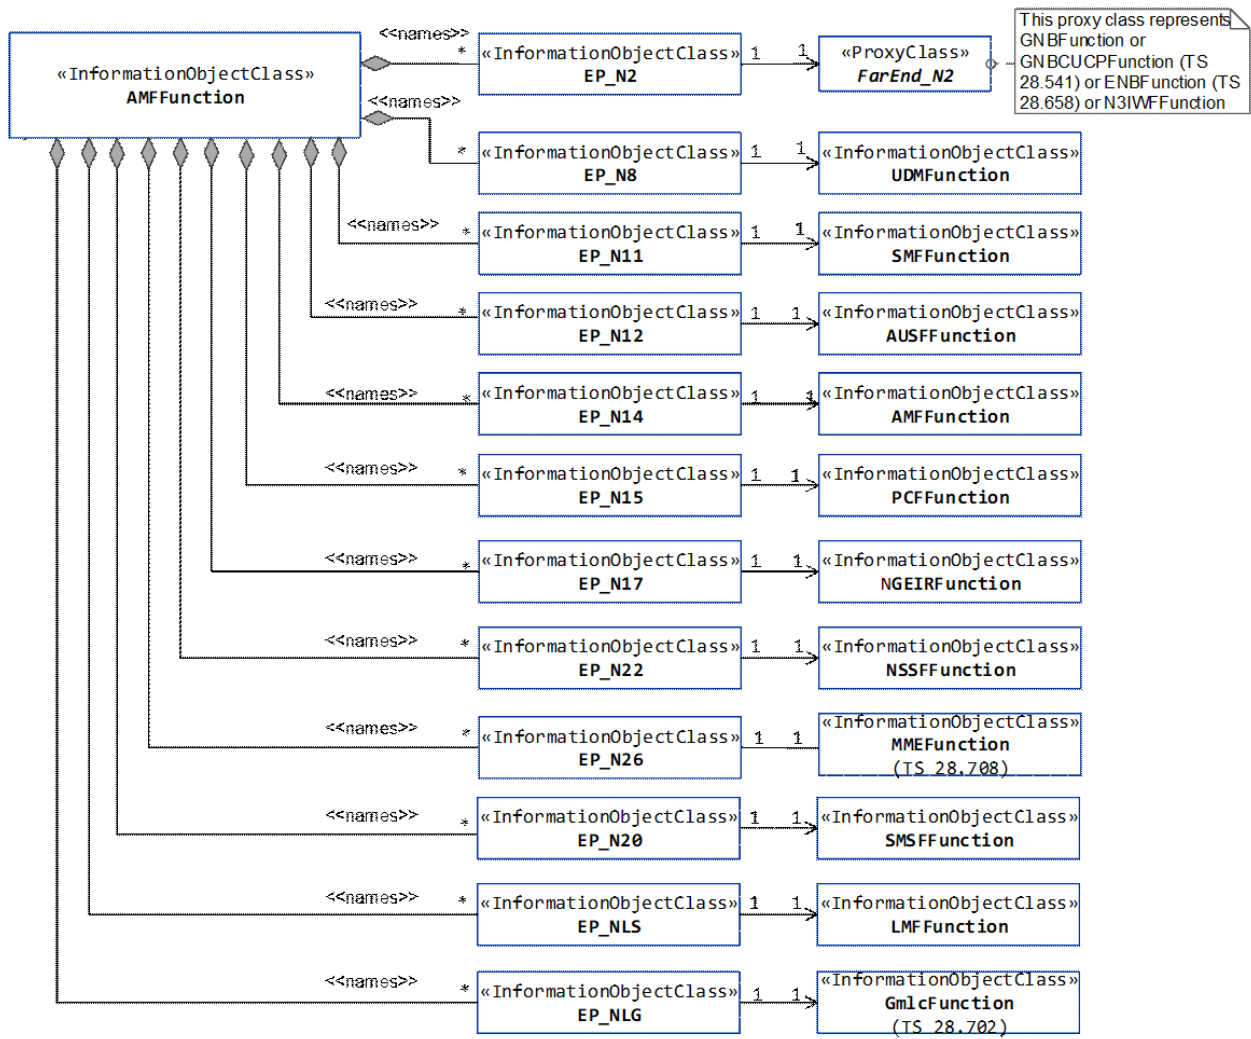 «InformationObjectClass»
AMFFunction
<<names>>
*
«InformationObjectClass»
EP_N2
1
1
«ProxyClass»
FarEnd_N2
This proxy class represents
GNBFunction or
GNBCUCPFunction (TS
28.541) or ENBFunction (TS
28.658) or N3IWFFunction
<<names>>
*
«InformationObjectClass»
EP_N8
1
1
«InformationObjectClass»
UDMFunction
<<names>>
*
«InformationObjectClass»
EP_N11
1
1
«InformationObjectClass»
SMFFunction
<<names>>
*
«InformationObjectClass»
EP_N12
1
1
«InformationObjectClass»
AUSFFunction
<<names>>
*
«InformationObjectClass»
EP_N14
1
1
«InformationObjectClass»
AMFFunction
<<names>>
*
«InformationObjectClass»
EP_N15
1
1
«InformationObjectClass»
PCFFunction
<<names>>
*
«InformationObjectClass»
EP_N17
1
1
«InformationObjectClass»
NGEIRFunction
<<names>>
*
«InformationObjectClass»
EP_N22
1
1
«InformationObjectClass»
NSSFFunction
<<names>>
*
«InformationObjectClass»
EP_N26
1
1
«InformationObjectClass»
MMEFunction
(TS 28.708)
<<names>>
*
«InformationObjectClass»
EP_N20
1
1
«InformationObjectClass»
SMSFFunction
<<names>>
*
«InformationObjectClass»
EP_NLS
1
1
«InformationObjectClass»
LMFFunction
<<names>>
*
«InformationObjectClass»
EP_NLG
1
1
«InformationObjectClass»
GmlcFunction
(TS 28.702)